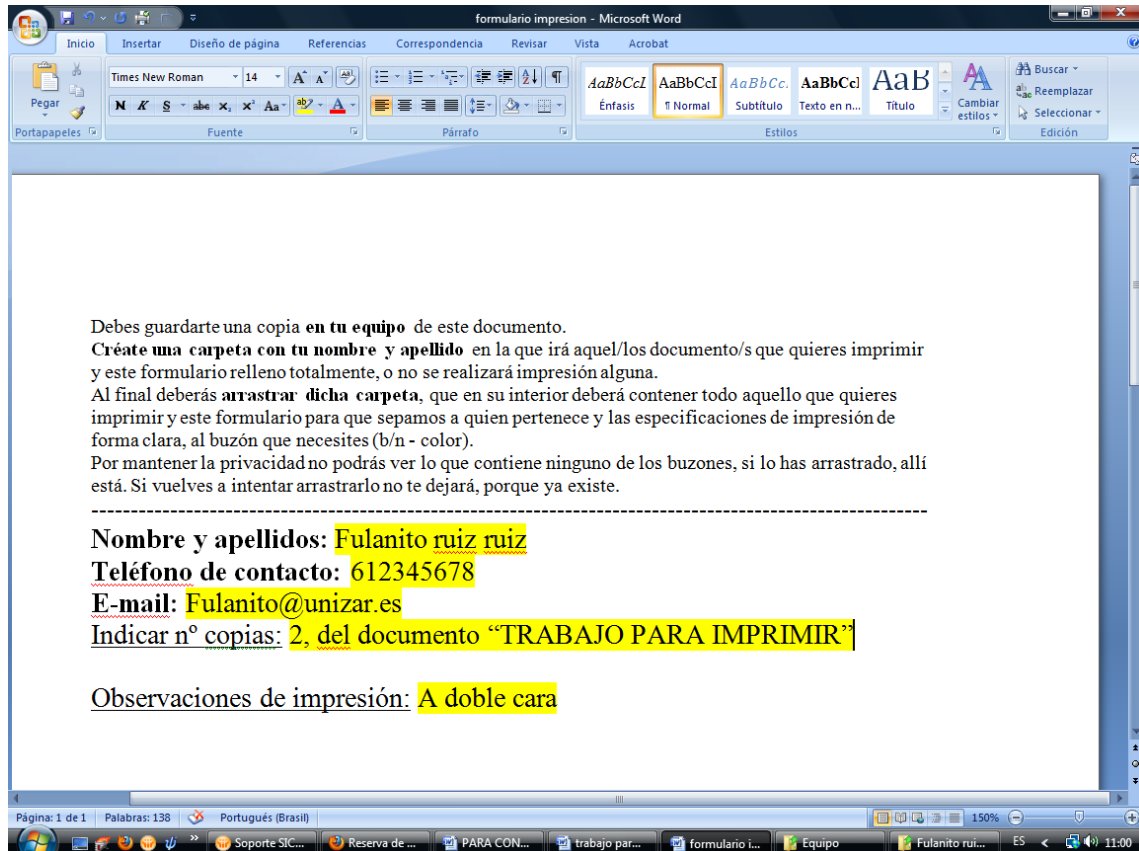 formulario impresion - Microsoft Word
Inicio Insertar Diseño de página Referencias Correspondencia Revisar Vista Acrobat
Pegar
Times New Roman 14
N K S abc x, x² Aa
AaBbCcI AaBbCcI AaBbCc. AaBbCcl AaB
Énfasis ¶ Normal Subtítulo Texto en n... Título
Cambiar estilos
Buscar
Reemplazar
Seleccionar
Portapapeles Fuente Párrafo Estilos Edición
Debes guardarte una copia en tu equipo de este documento.
Créate una carpeta con tu nombre y apellido en la que irá aquel/los documento/s que quieres imprimir
y este formulario relleno totalmente, o no se realizará impresión alguna.
Al final deberás arrastrar dicha carpeta, que en su interior deberá contener todo aquello que quieres
imprimir y este formulario para que sepamos a quien pertenece y las especificaciones de impresión de
forma clara, al buzón que necesites (b/n - color).
Por mantener la privacidad no podrás ver lo que contiene ninguno de los buzones, si lo has arrastrado, allí
está. Si vuelves a intentar arrastrarlo no te dejará, porque ya existe.
Nombre y apellidos: Fulanito ruiz ruiz
Teléfono de contacto: 612345678
E-mail: Fulanito@unizar.es
Indicar nº copias: 2, del documento “TRABAJO PARA IMPRIMIR”
Observaciones de impresión: A doble cara
Página: 1 de 1 Palabras: 138 Portugués (Brasil) 150%
Soporte SIC... Reserva de ... PARA CON... trabajo par... formulario i... Equipo Fulanito rui... ES 11:00